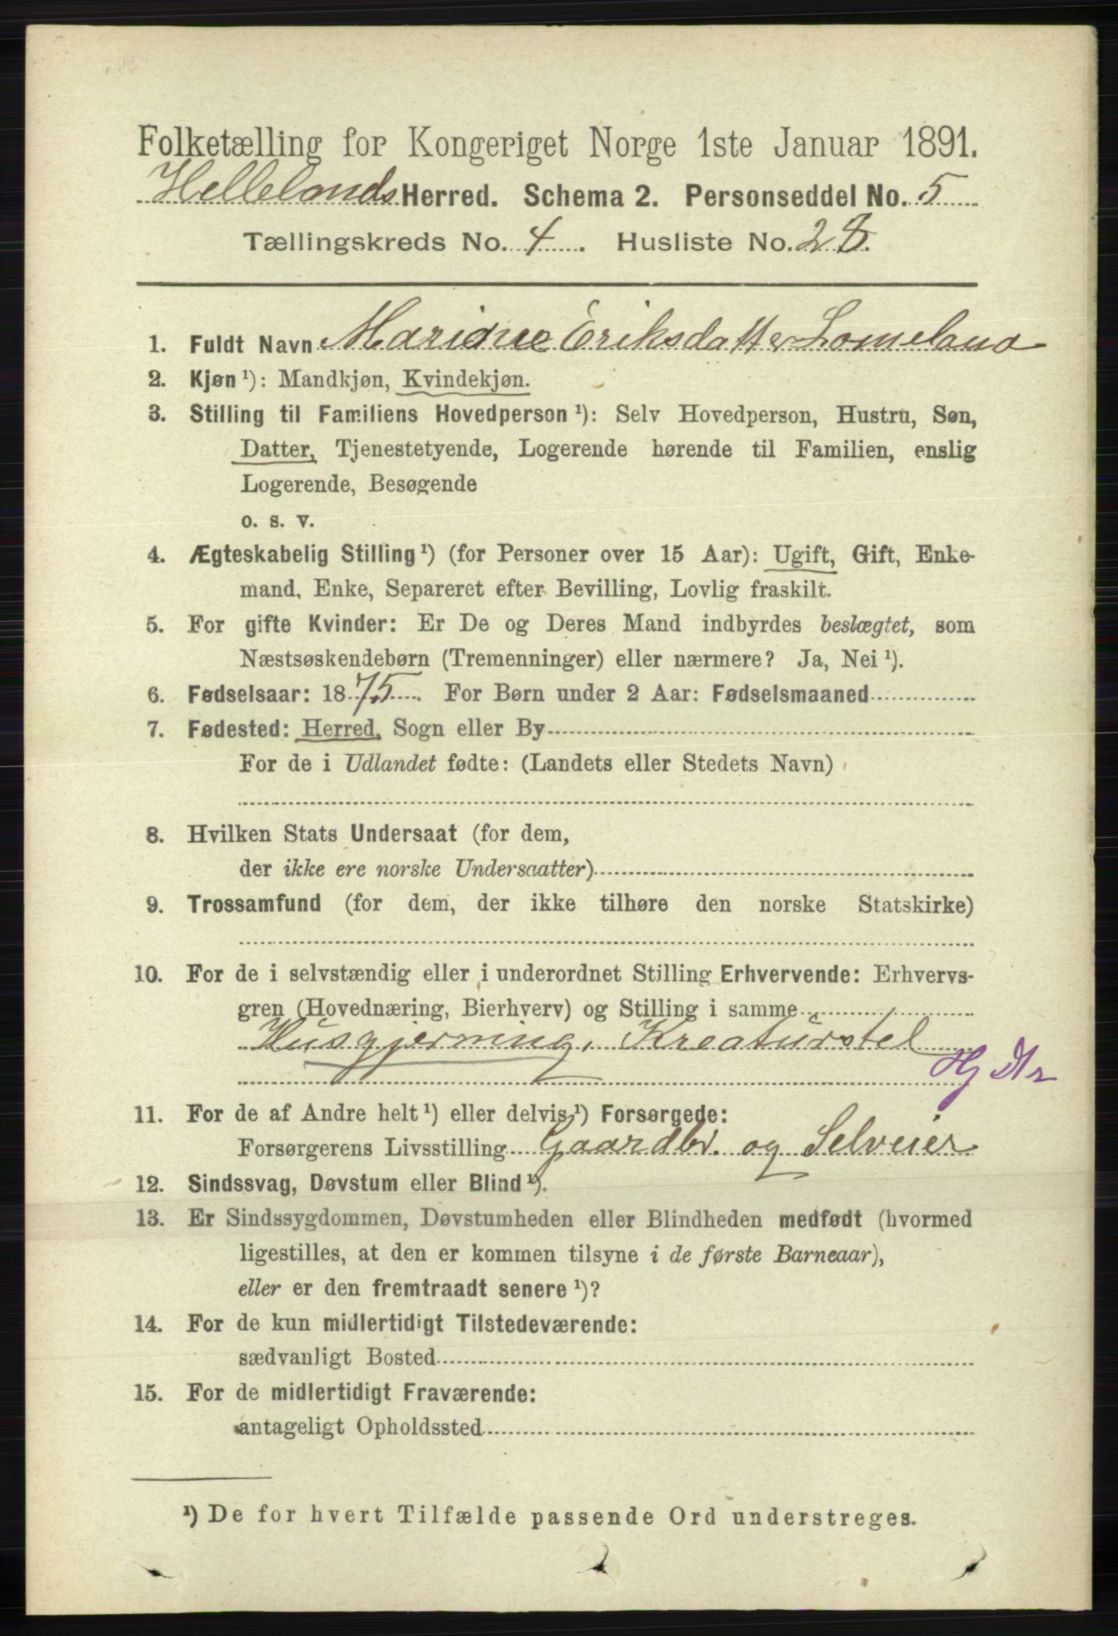 Folketælling for Kongeriget Norge 1ste Januar 1891.
Hellelands Herred. Schema 2. Personseddel No. 5
Tællingskreds No. 4. Husliste No. 28.
1. Fuldt Navn Marianne Eriksdatter Lomeland
2. Kjøn ¹): Mandkjøn, Kvindekjøn.
3. Stilling til Familiens Hovedperson ¹): Selv Hovedperson, Hustru, Søn,
Datter, Tjenestetyende, Logerende hørende til Familien, enslig
Logerende, Besøgende
o. s. v.
4. Ægteskabelig Stilling ¹) (for Personer over 15 Aar): Ugift, Gift, Enke-
mand, Enke, Separeret efter Bevilling, Lovlig fraskilt.
5. For gifte Kvinder: Er De og Deres Mand indbyrdes beslægtet, som
Næstsøskendebørn (Tremenninger) eller nærmere? Ja, Nei ¹).
6. Fødselsaar: 1875. For Børn under 2 Aar: Fødselsmaaned
7. Fødested: Herred, Sogn eller By
For de i Udlandet fødte: (Landets eller Stedets Navn)
8. Hvilken Stats Undersaat (for dem,
der ikke ere norske Undersaatter)
9. Trossamfund (for dem, der ikke tilhøre den norske Statskirke)
10. For de i selvstændig eller i underordnet Stilling Erhvervende: Erhvervs-
gren (Hovednæring, Bierhverv) og Stilling i samme
Husgjerning, Kreaturstel
Hj Dtr
11. For de af Andre helt ¹) eller delvis ¹) Forsørgede:
Forsørgerens Livsstilling Gaardbr. og Selveier
12. Sindssvag, Døvstum eller Blind ¹).
13. Er Sindssygdommen, Døvstumheden eller Blindheden medfødt (hvormed
ligestilles, at den er kommen tilsyne i de første Barneaar),
eller er den fremtraadt senere ¹)?
14. For de kun midlertidigt Tilstedeværende:
sædvanligt Bosted
15. For de midlertidigt Fraværende:
antageligt Opholdssted
¹) De for hvert Tilfælde passende Ord understreges.